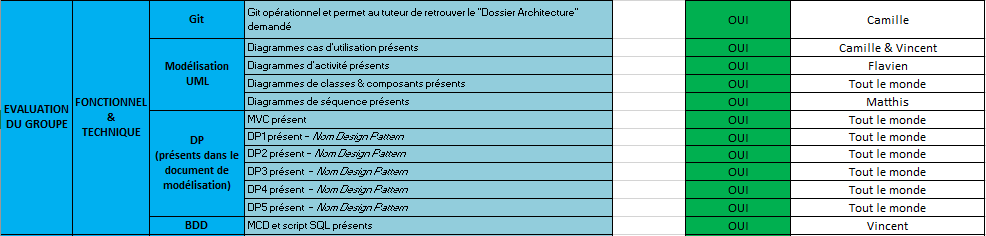 EVALUATION
DU GROUPE
FONCTIONNEL
&
TECHNIQUE
Git
Git opérationnel et permet au tuteur de retrouver le "Dossier Architecture"
demandé
OUI
Camille
Modélisation
UML
Diagrammes cas d'utilisation présents
OUI
Camille & Vincent
Diagrammes d'activité présents
OUI
Flavien
Diagrammes de classes & composants présents
OUI
Tout le monde
Diagrammes de séquence présents
OUI
Matthis
DP
(présents dans le
document de
modélisation)
MVC présent
OUI
Tout le monde
DP1 présent - Nom Design Pattern
OUI
Tout le monde
DP2 présent - Nom Design Pattern
OUI
Tout le monde
DP3 présent - Nom Design Pattern
OUI
Tout le monde
DP4 présent - Nom Design Pattern
OUI
Tout le monde
DP5 présent - Nom Design Pattern
OUI
Tout le monde
BDD
MCD et script SQL présents
OUI
Vincent